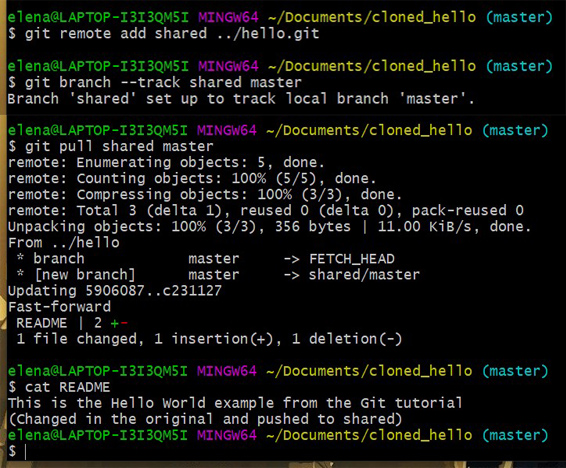 elena@LAPTOP-I3I3QM5I MINGW64 ~/Documents/cloned_hello (master)
$ git remote add shared ../hello.git
elena@LAPTOP-I3I3QM5I MINGW64 ~/Documents/cloned_hello (master)
$ git branch --track shared master
Branch 'shared' set up to track local branch 'master'.
elena@LAPTOP-I3I3QM5I MINGW64 ~/Documents/cloned_hello (master)
$ git pull shared master
remote: Enumerating objects: 5, done.
remote: Counting objects: 100% (5/5), done.
remote: Compressing objects: 100% (3/3), done.
remote: Total 3 (delta 1), reused 0 (delta 0), pack-reused 0
Unpacking objects: 100% (3/3), 356 bytes | 11.00 KiB/s, done.
From ../hello
 * branch            master     -> FETCH_HEAD
 * [new branch]      master     -> shared/master
Updating 5906087..c231127
Fast-forward
 README | 2 +-
 1 file changed, 1 insertion(+), 1 deletion(-)
elena@LAPTOP-I3I3QM5I MINGW64 ~/Documents/cloned_hello (master)
$ cat README
This is the Hello World example from the Git tutorial
(Changed in the original and pushed to shared)
elena@LAPTOP-I3I3QM5I MINGW64 ~/Documents/cloned_hello (master)
$